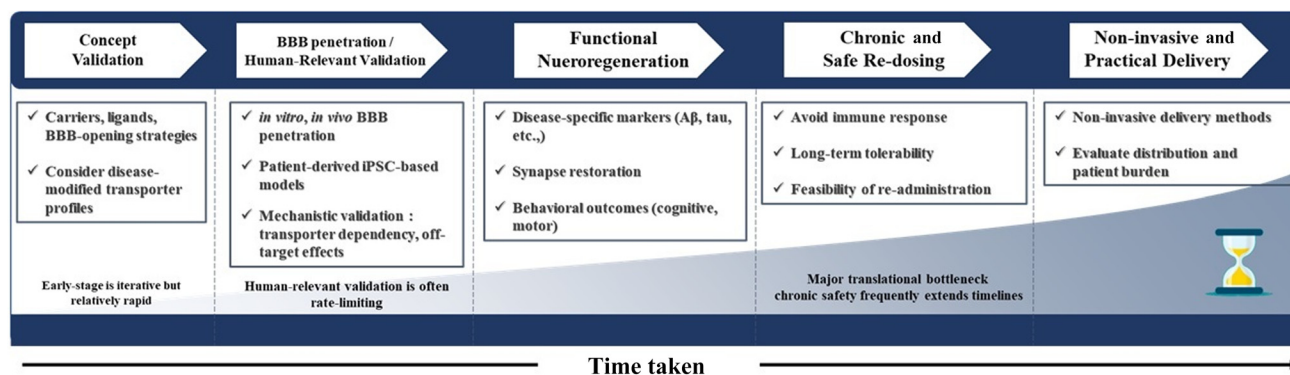 Concept
Validation
BBB penetration /
Human-Relevant Validation
Functional
Nueroregeneration
Chronic and
Safe Re-dosing
Non-invasive and
Practical Delivery
✓ Carriers, ligands,
BBB-opening strategies
✓ Consider disease-
modified transporter
profiles
✓ in vitro, in vivo BBB
penetration
✓ Patient-derived iPSC-based
models
✓ Mechanistic validation :
transporter dependency, off-
target effects
✓ Disease-specific markers (Aβ, tau,
etc.,)
✓ Synapse restoration
✓ Behavioral outcomes (cognitive,
motor)
✓ Avoid immune response
✓ Long-term tolerability
✓ Feasibility of re-administration
✓ Non-invasive delivery methods
✓ Evaluate distribution and
patient burden
Early-stage is iterative but
relatively rapid
Human-relevant validation is often
rate-limiting
Major translational bottleneck
chronic safety frequently extends timelines
Time taken